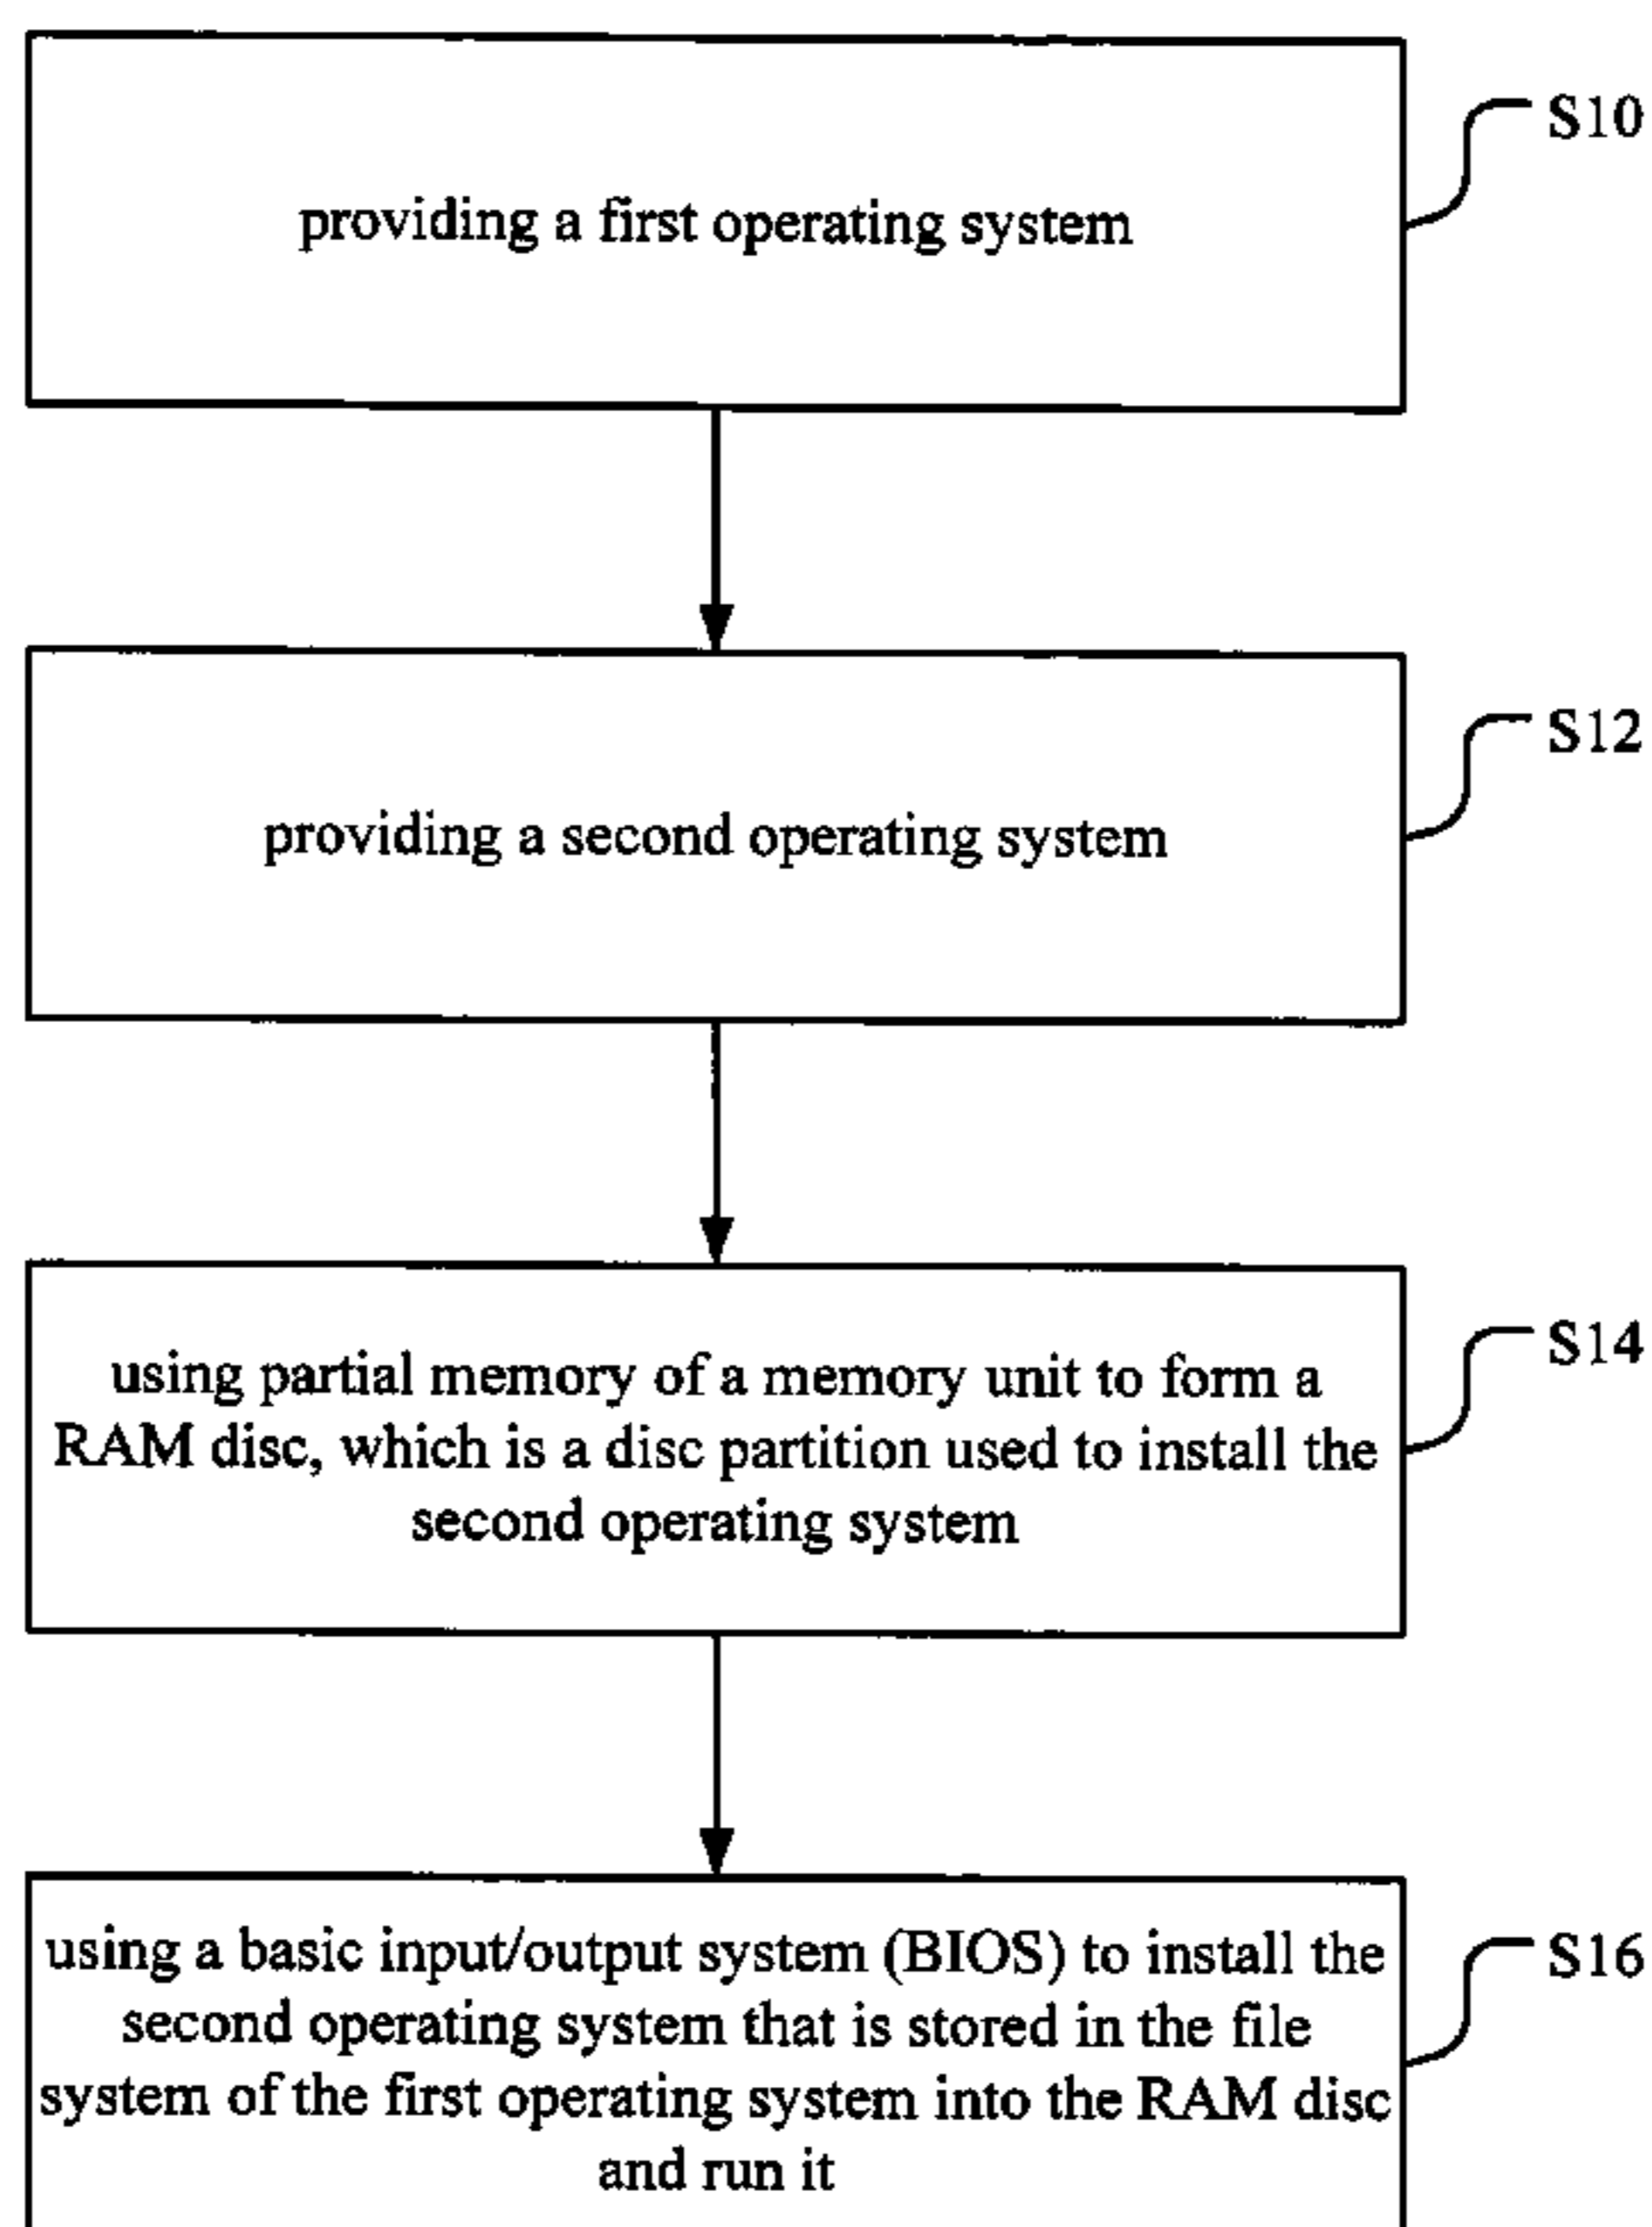 providing a first operating system
S10
providing a second operating system
S12
using partial memory of a memory unit to form a
RAM disc, which is a disc partition used to install the
second operating system
S14
using a basic input/output system (BIOS) to install the
second operating system that is stored in the file
system of the first operating system into the RAM disc
and run it
S16